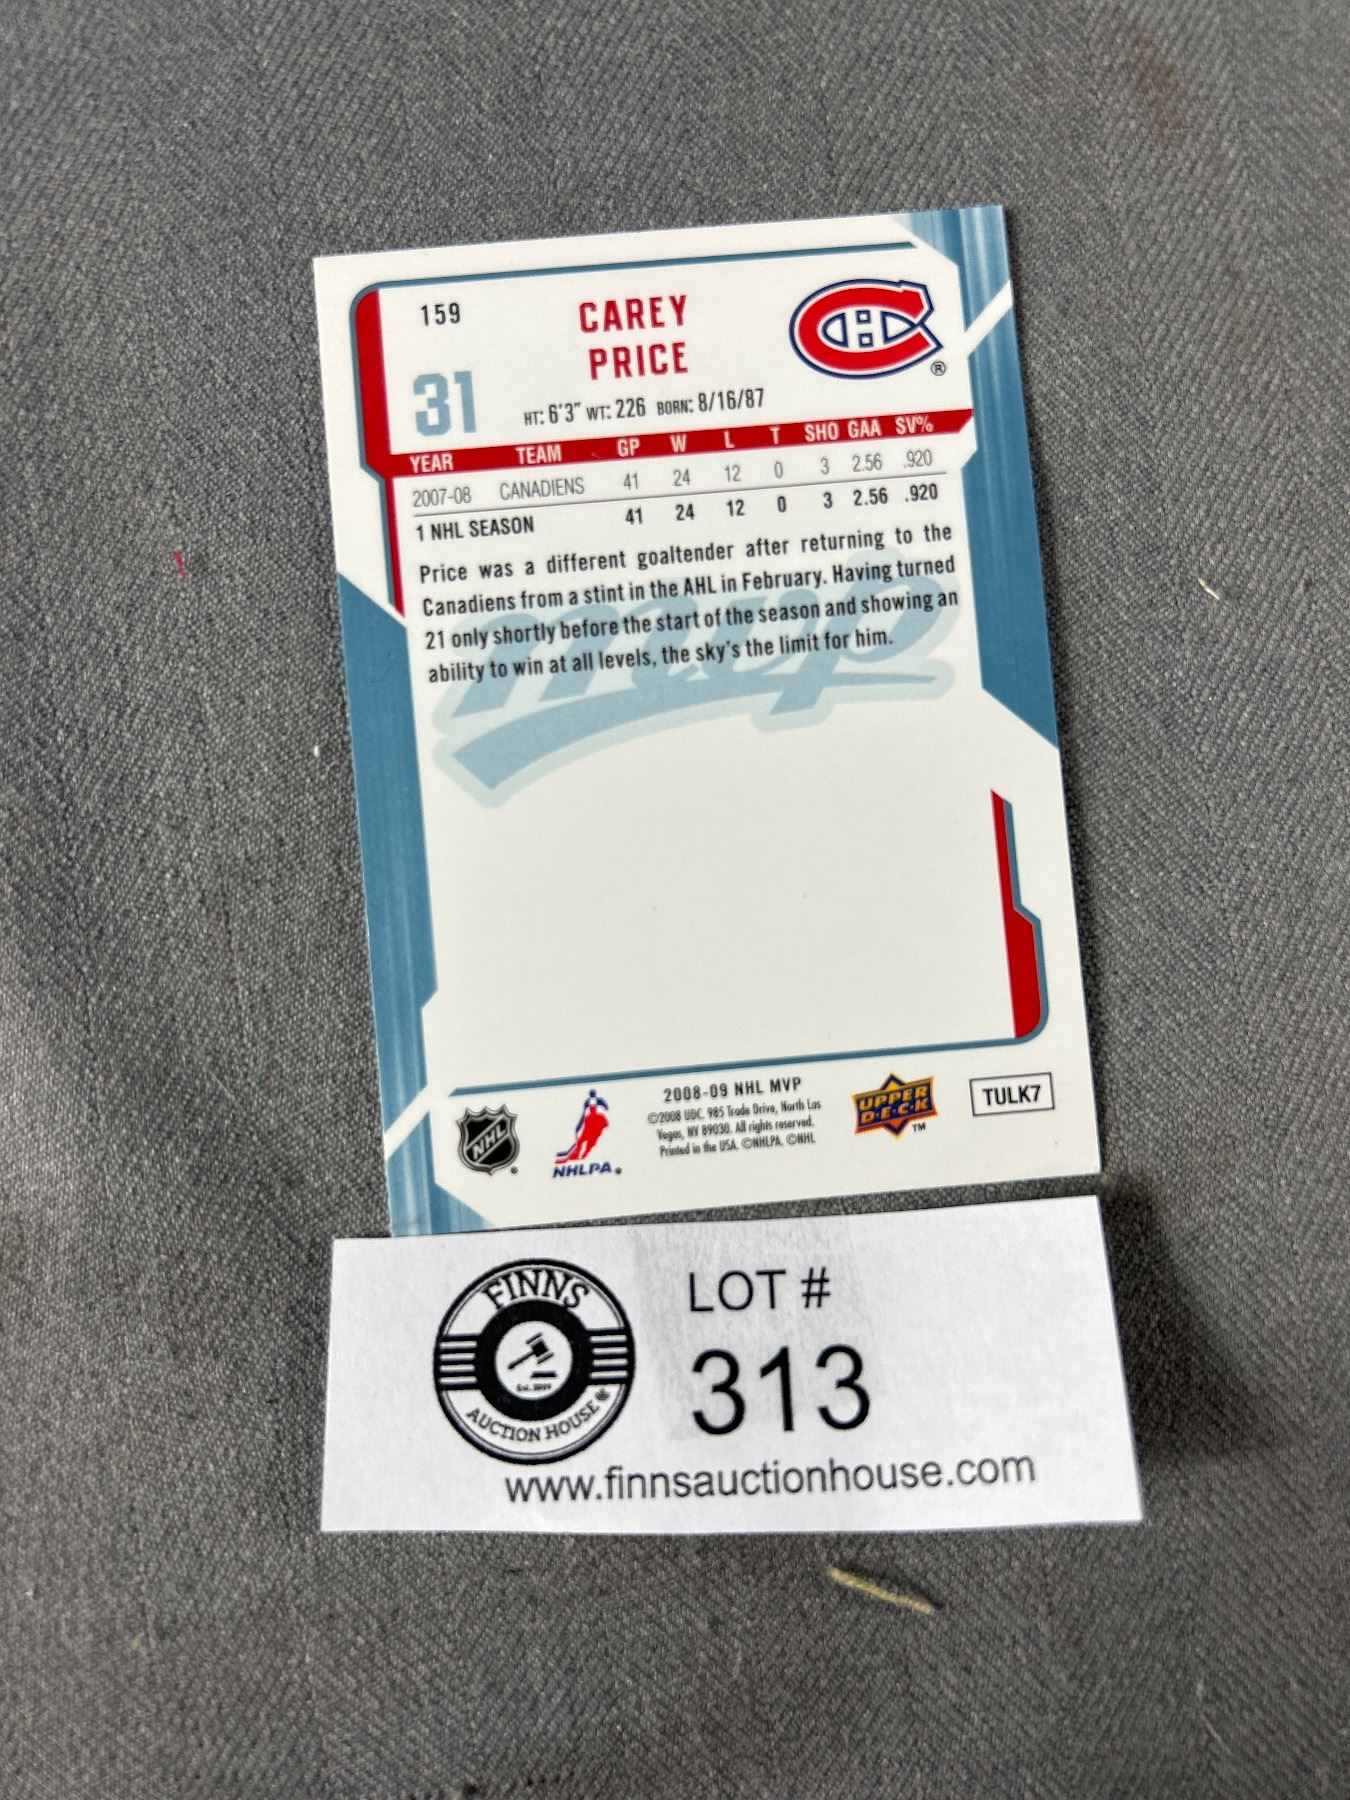 159
CAREY
PRICE
31
HT: 6'3" WT: 226 BORN: 8/16/87
YEAR TEAM GP W L T SHO GAA SV%
2007-08 CANADIENS 41 24 12 0 3 2.56 .920
1 NHL SEASON 41 24 12 0 3 2.56 .920
Price was a different goaltender after returning to the
Canadiens from a stint in the AHL in February. Having turned
21 only shortly before the start of the season and showing an
ability to win at all levels, the sky's the limit for him.
mvp
NHL
NHLPA
2008-09 NHL MVP
©2008 UDC. 985 Trade Drive, North Las
Vegas, NV 89030. All rights reserved.
Printed in the USA. ©NHLPA. ©NHL
UPPER
D·E·C·K
TM
TULK7
FINNS
AUCTION HOUSE
LOT #
313
www.finnsauctionhouse.com